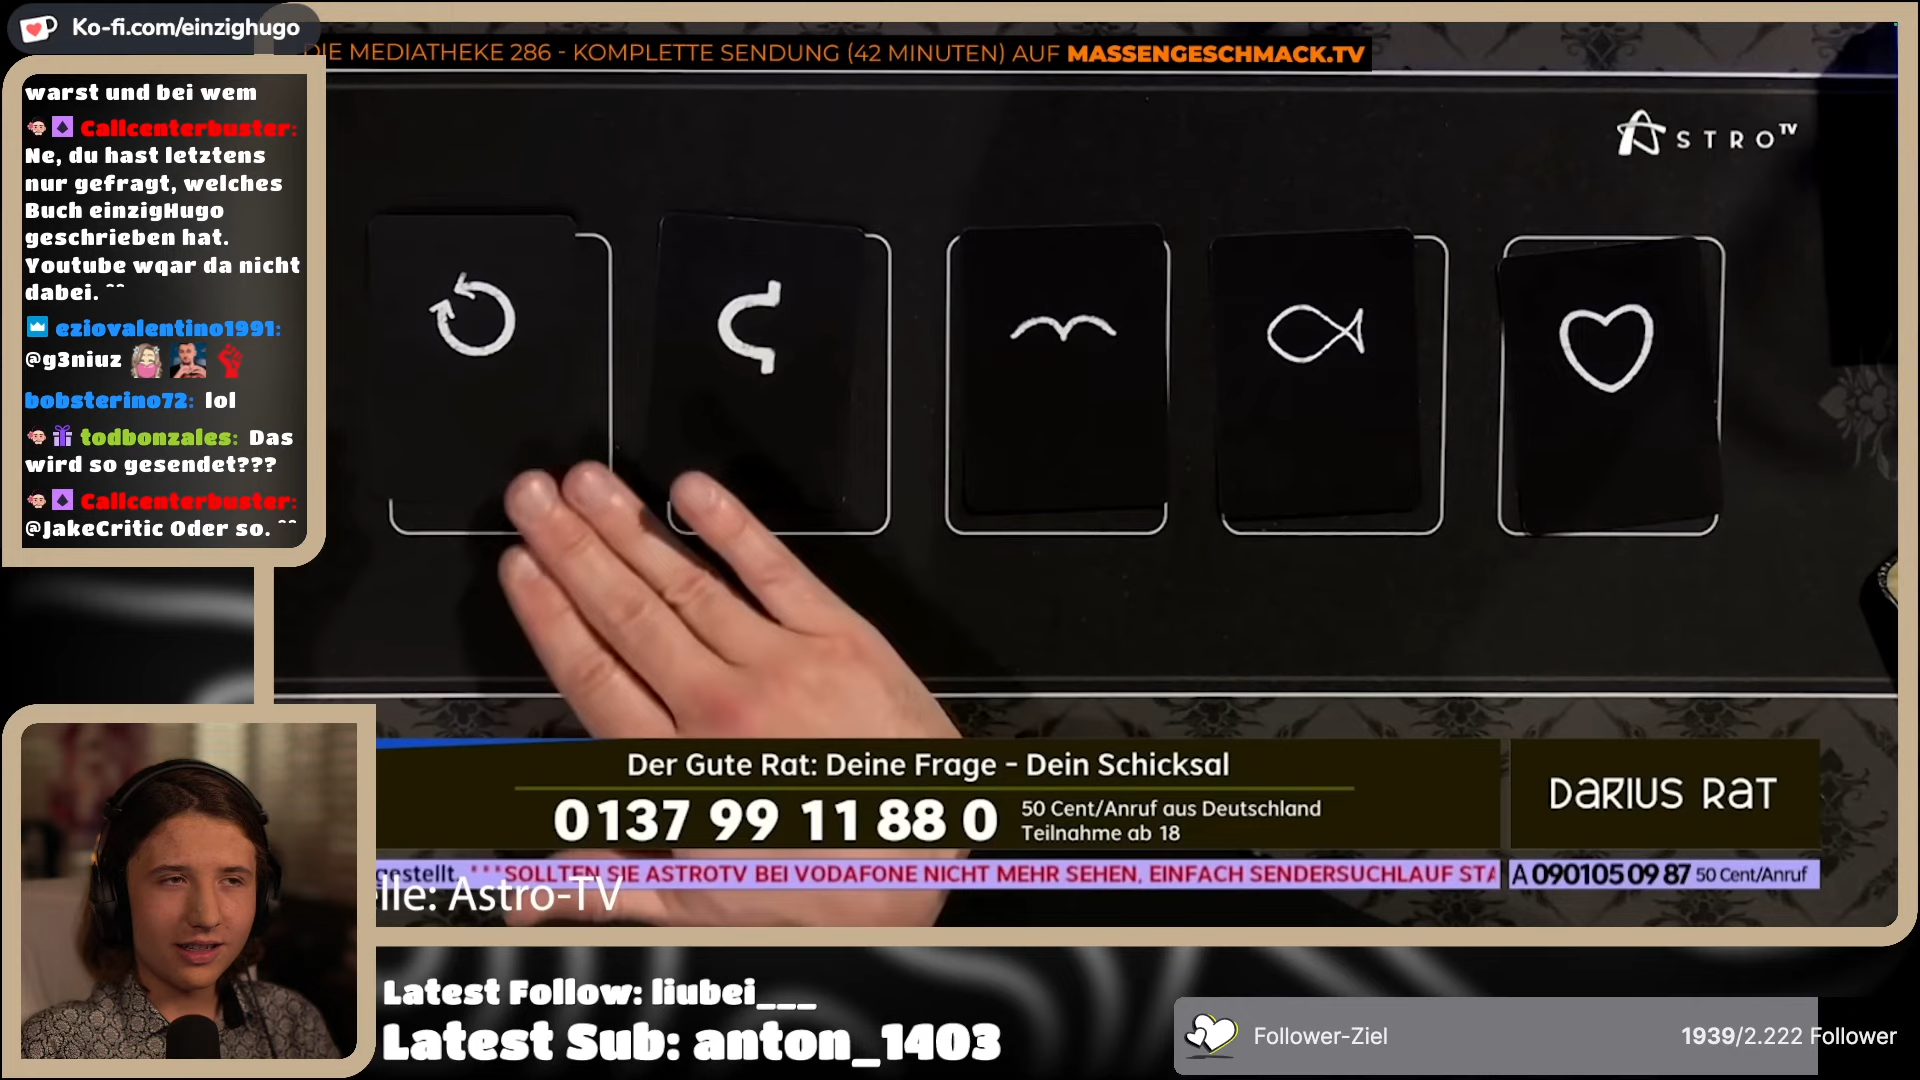 Ko-fi.com/einzighugo
DIE MEDIATHEKE 286 - KOMPLETTE SENDUNG (42 MINUTEN) AUF MASSENGESCHMACK.TV
warst und bei wem
Callcenterbuster:
Ne, du hast letztens
nur gefragt, welches
Buch einzigHugo
geschrieben hat.
Youtube wqar da nicht
dabei. ^^
eziovalentino1991:
@g3niuz
bobsterino72: lol
todbonzales: Das
wird so gesendet???
Callcenterbuster:
@JakeCritic Oder so. ^^
ASTRO TV
Der Gute Rat: Deine Frage - Dein Schicksal
0137 99 11 88 0
50 Cent/Anruf aus Deutschland
Teilnahme ab 18
DARIUS RAT
gestellt. ***SOLLTEN SIE ASTROTV BEI VODAFONE NICHT MEHR SEHEN, EINFACH SENDERSUCHLAUF STA
A 09010 5 09 87 50 Cent/Anruf
lle: Astro-TV
Latest Follow: liubei___
Latest Sub: anton_1403
Follower-Ziel
1939/2.222 Follower